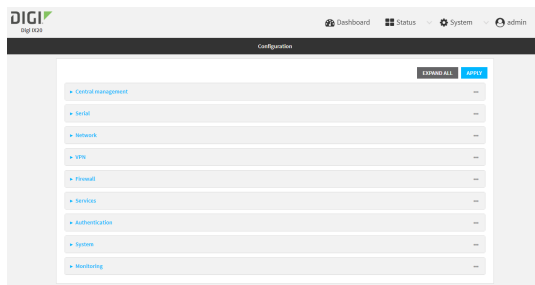 DIGI
Digi IX20
Dashboard
Status
System
admin
Configuration
EXPAND ALL
APPLY
Central management
Serial
Network
VPN
Firewall
Services
Authentication
System
Monitoring